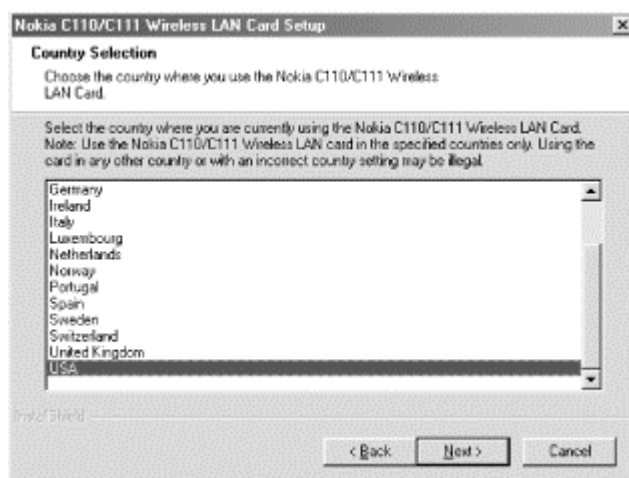 Nokia C110/C111 Wireless LAN Card Setup
Country Selection
Choose the country where you use the Nokia C110/C111 Wireless
LAN Card.
Select the country where you are currently using the Nokia C110/C111 Wireless LAN Card.
Note: Use the Nokia C110/C111 Wireless LAN card in the specified countries only. Using the
card in any other country or with an incorrect country setting may be illegal.
Germany
Ireland
Italy
Luxembourg
Netherlands
Norway
Portugal
Spain
Sweden
Switzerland
United Kingdom
USA
InstallShield
< Back
Next >
Cancel